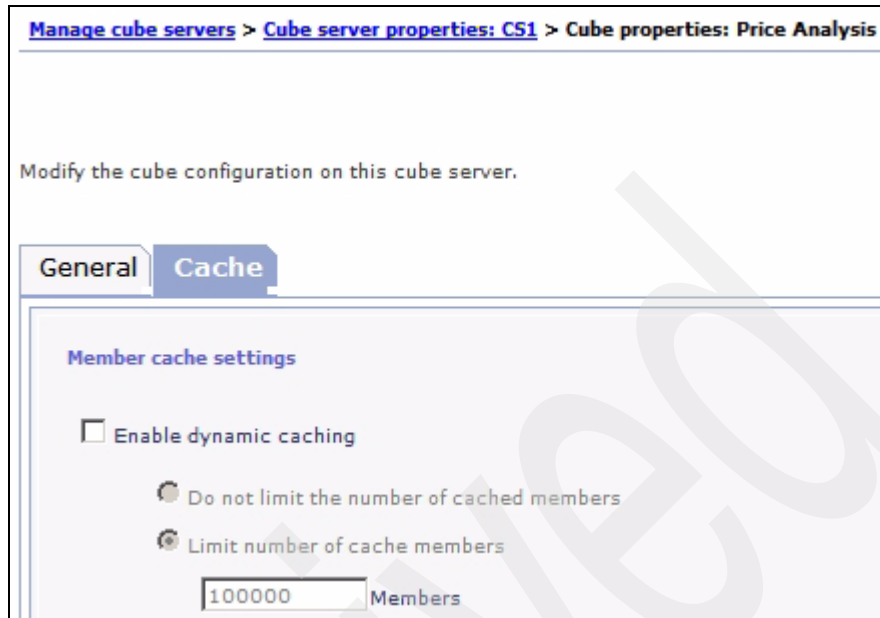 Manage cube servers > Cube server properties: CS1 > Cube properties: Price Analysis
Modify the cube configuration on this cube server.
General Cache
Member cache settings
Enable dynamic caching
Do not limit the number of cached members
Limit number of cache members
100000 Members